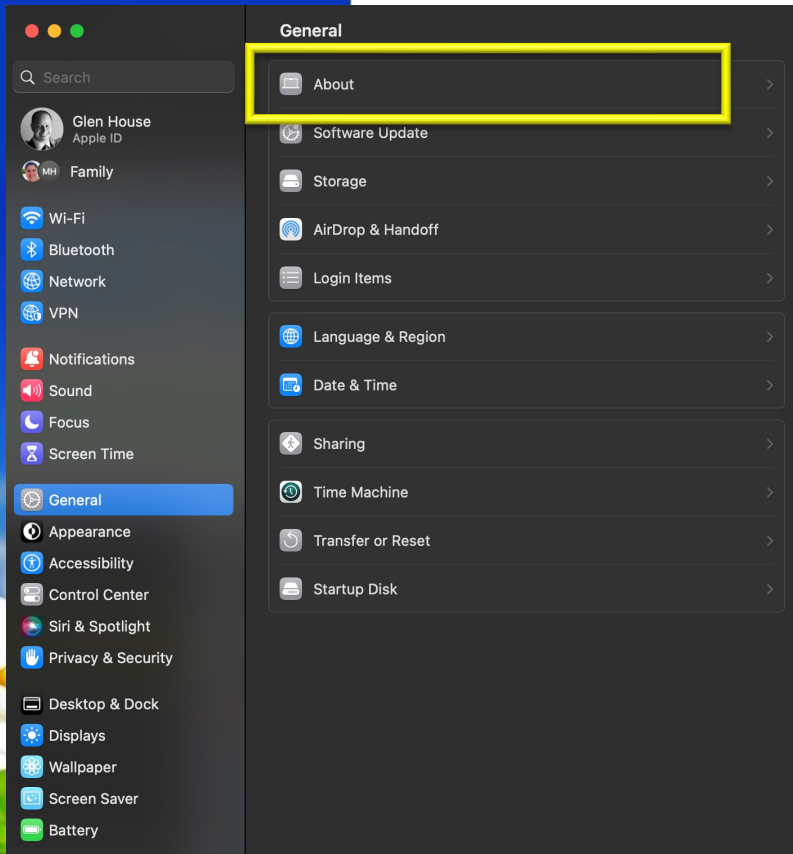 General
Search
Glen House
Apple ID
MH
Family
Wi-Fi
Bluetooth
Network
VPN
Notifications
Sound
Focus
Screen Time
General
Appearance
Accessibility
Control Center
Siri & Spotlight
Privacy & Security
Desktop & Dock
Displays
Wallpaper
Screen Saver
Battery
About
Software Update
Storage
AirDrop & Handoff
Login Items
Language & Region
Date & Time
Sharing
Time Machine
Transfer or Reset
Startup Disk